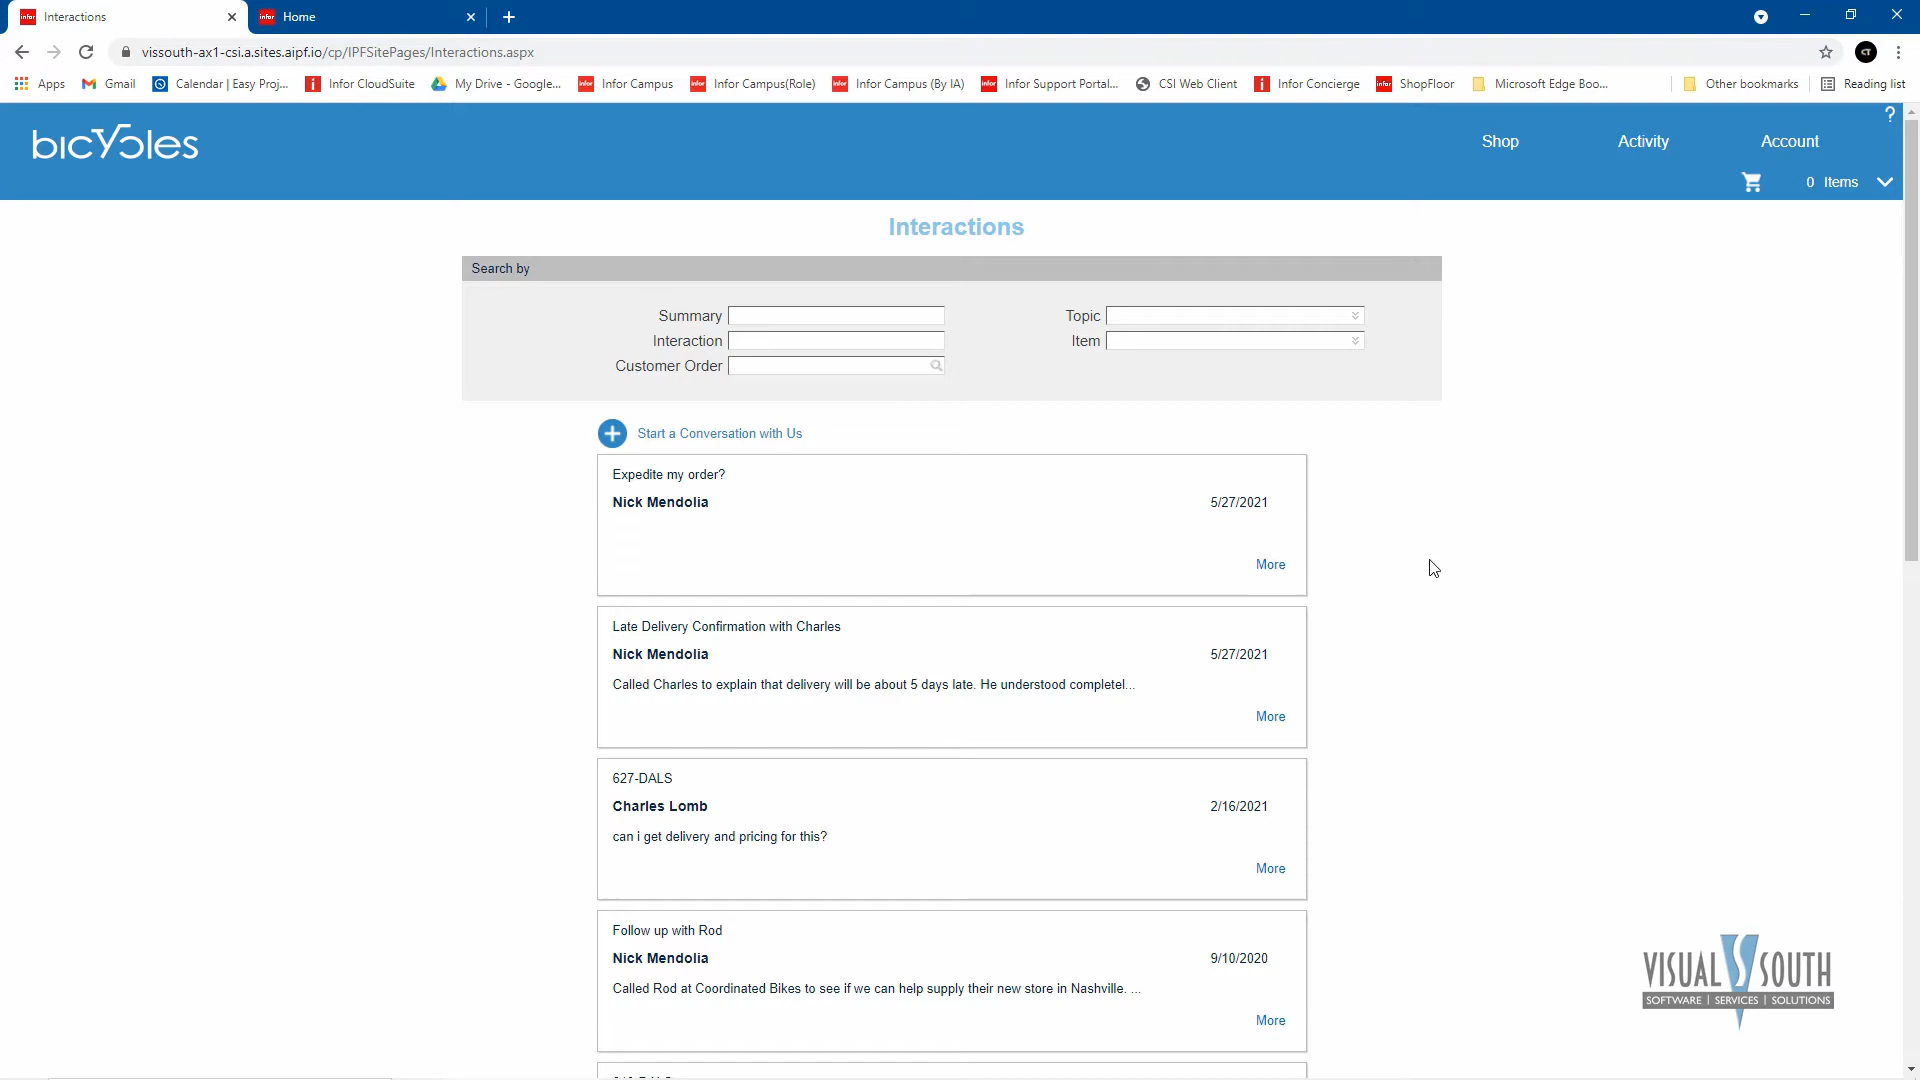 Interactions
Home
vissouth-ax1-csi.a.sites.aipf.io/cp/IPFSitePages/Interactions.aspx
CT
Apps Gmail Calendar | Easy Proj... Infor CloudSuite My Drive - Google... Infor Campus Infor Campus(Role) Infor Campus (By IA) Infor Support Portal... CSI Web Client Infor Concierge ShopFloor Microsoft Edge Boo... Other bookmarks Reading list
?
bicycles
Shop Activity Account
0 Items
Interactions
Search by
Summary Topic
Interaction Item
Customer Order
Start a Conversation with Us
Expedite my order?
Nick Mendolia 5/27/2021
More
Late Delivery Confirmation with Charles
Nick Mendolia 5/27/2021
Called Charles to explain that delivery will be about 5 days late. He understood completel...
More
627-DALS
Charles Lomb 2/16/2021
can i get delivery and pricing for this?
More
Follow up with Rod
Nick Mendolia 9/10/2020
Called Rod at Coordinated Bikes to see if we can help supply their new store in Nashville. ...
More
VISUAL SOUTH
SOFTWARE | SERVICES | SOLUTIONS